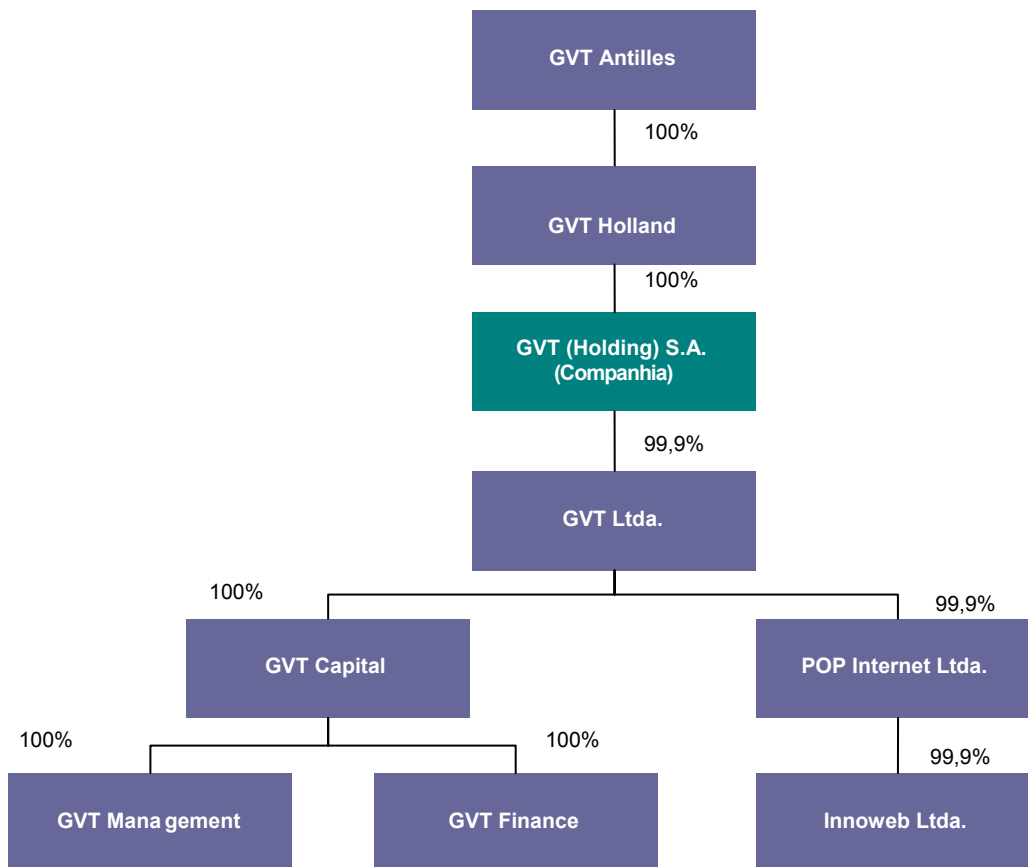 GVT Antilles
100%
GVT Holland
100%
GVT (Holding) S.A.
(Companhia)
99,9%
GVT Ltda.
100%
99,9%
GVT Capital
POP Internet Ltda.
100%
100%
99,9%
GVT Mana gement
GVT Finance
Innoweb Ltda.